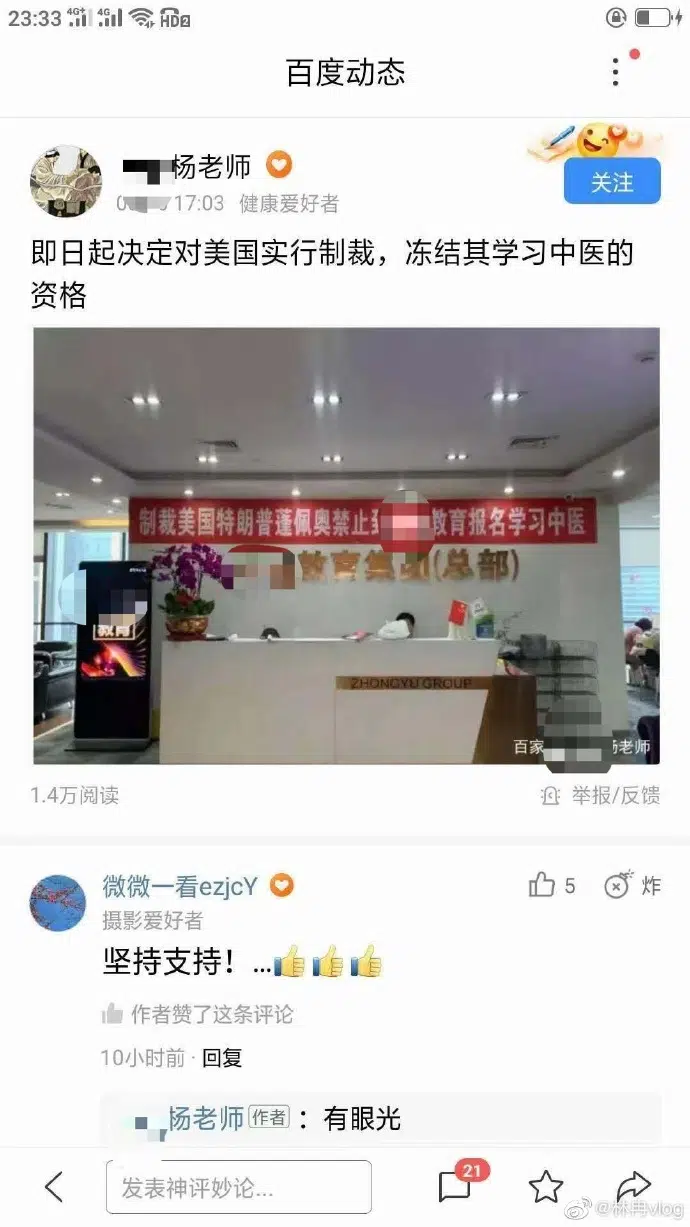 23:33
4G+
4G
HD2
百度动态
杨老师
17:03 健康爱好者
关注
即日起决定对美国实行制裁，冻结其学习中医的
资格
制裁美国特朗普蓬佩奥禁止到 教育报名学习中医
教育集团(总部)
教育
ZHONGYU GROUP
百家 杨老师
1.4万阅读
举报/反馈
微微一看ezjcY
5
炸
摄影爱好者
坚持支持！...👍👍👍
作者赞了这条评论
10小时前 · 回复
杨老师 作者 ：有眼光
发表神评妙论...
21
@林冉vlog